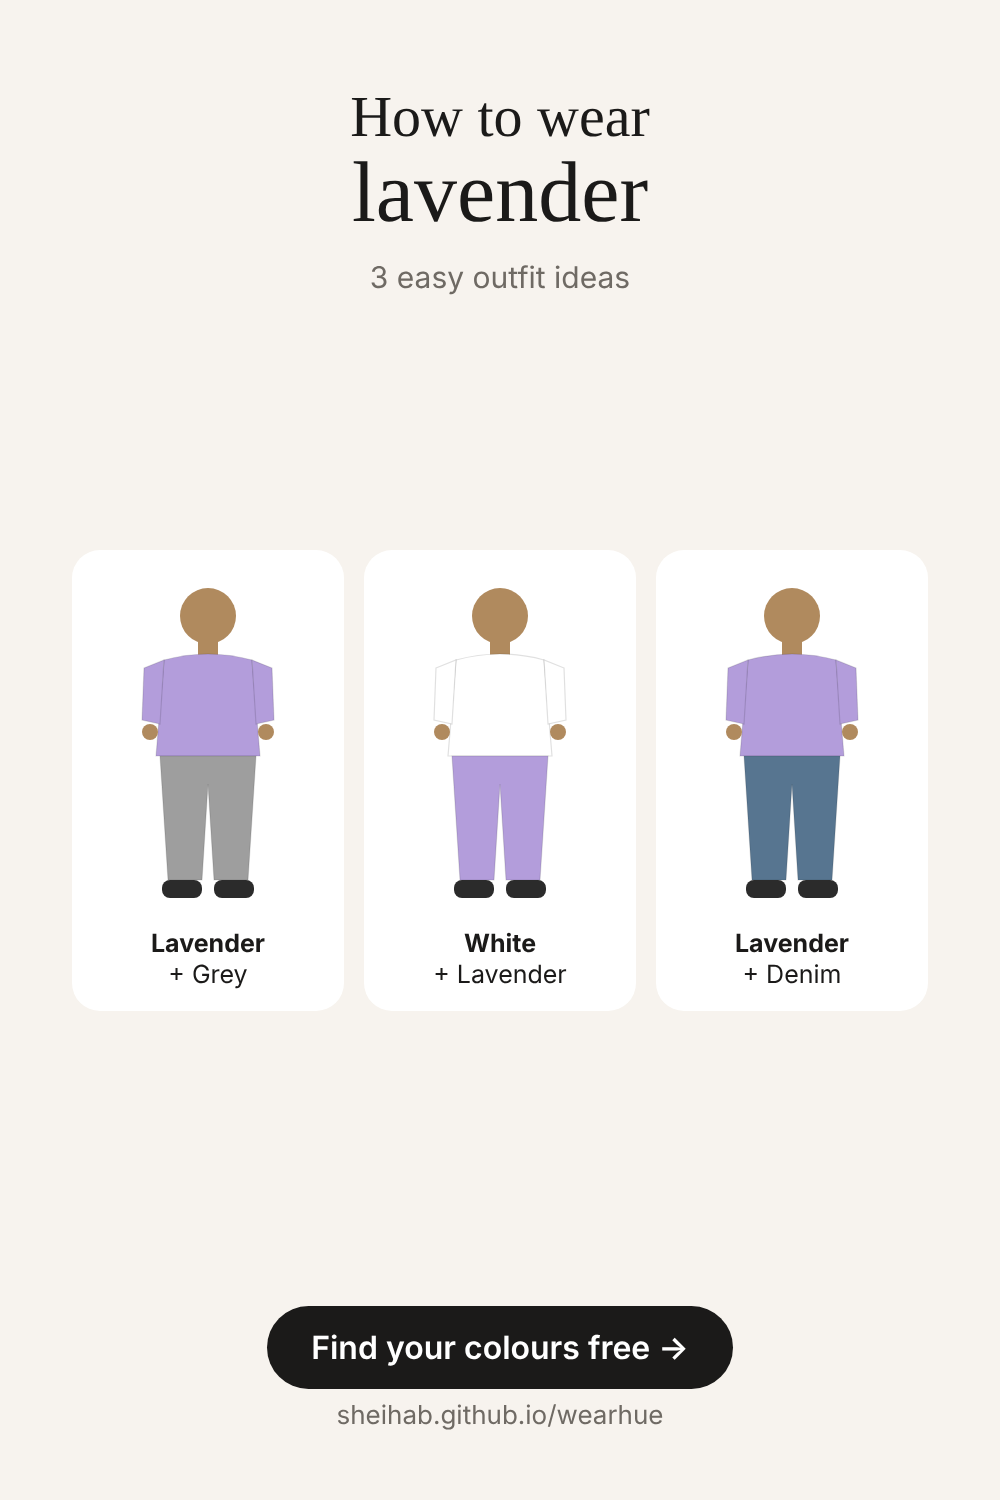 How to wear
lavender
3 easy outfit ideas
Lavender
+ Grey
White
+ Lavender
Lavender
+ Denim
Find your colours free →
sheihab.github.io/wearhue